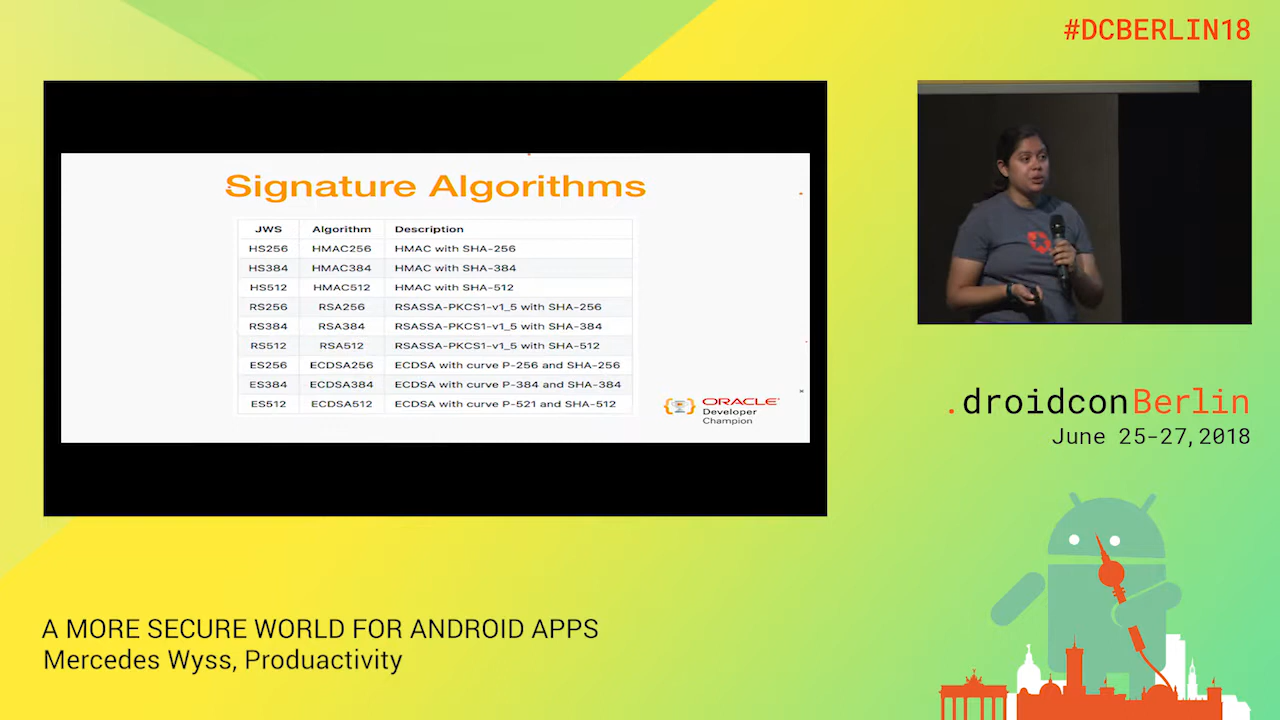 #DCBERLIN18
Signature Algorithms
JWS Algorithm Description
HS256 HMAC256 HMAC with SHA-256
HS384 HMAC384 HMAC with SHA-384
HS512 HMAC512 HMAC with SHA-512
RS256 RSA256 RSASSA-PKCS1-v1_5 with SHA-256
RS384 RSA384 RSASSA-PKCS1-v1_5 with SHA-384
RS512 RSA512 RSASSA-PKCS1-v1_5 with SHA-512
ES256 ECDSA256 ECDSA with curve P-256 and SHA-256
ES384 ECDSA384 ECDSA with curve P-384 and SHA-384
ES512 ECDSA512 ECDSA with curve P-521 and SHA-512
ORACLE
Developer
Champion
.droidconBerlin
June 25-27, 2018
A MORE SECURE WORLD FOR ANDROID APPS
Mercedes Wyss, Produactivity